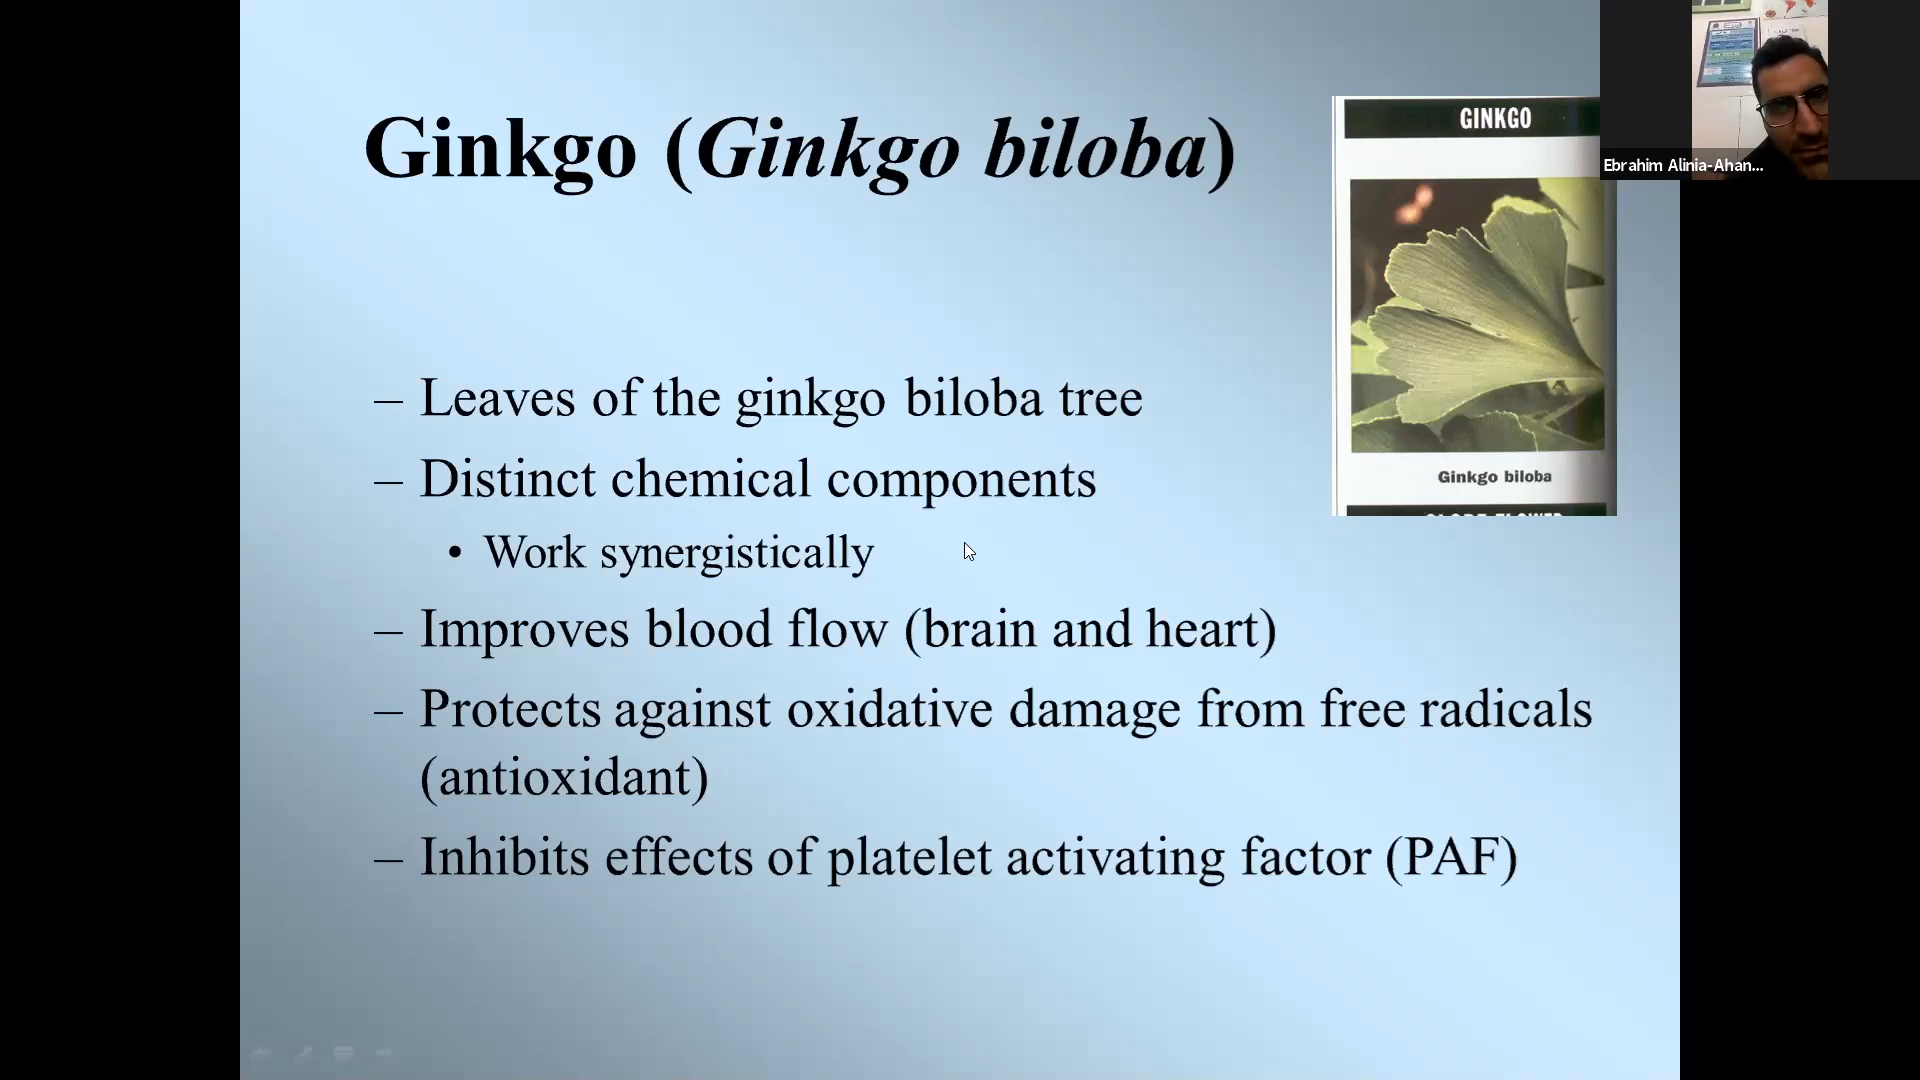 Ginkgo (Ginkgo biloba)
GINKGO
Ebrahim Alinia-Ahan...
– Leaves of the ginkgo biloba tree
– Distinct chemical components
• Work synergistically
Ginkgo biloba
– Improves blood flow (brain and heart)
– Protects against oxidative damage from free radicals
(antioxidant)
– Inhibits effects of platelet activating factor (PAF)